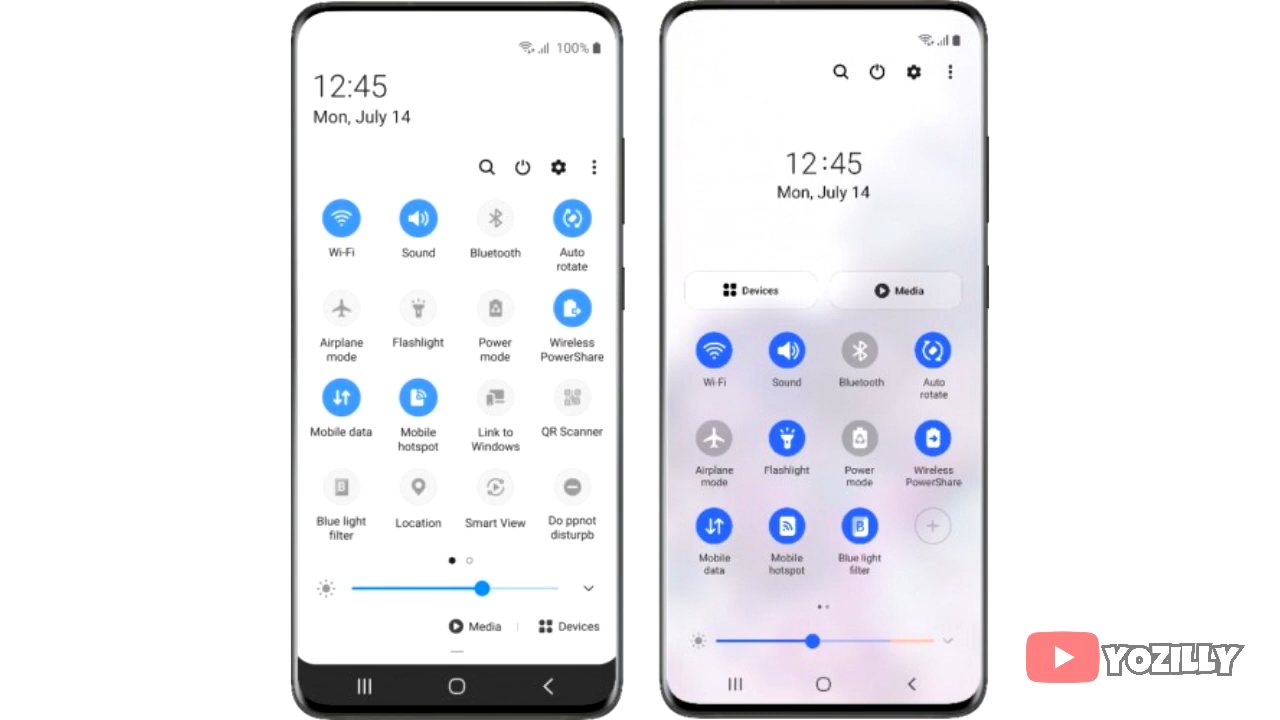 100%
12:45
Mon, July 14
Wi-Fi
Sound
Bluetooth
Auto
rotate
Airplane
mode
Flashlight
Power
mode
Wireless
PowerShare
Mobile data
Mobile
hotspot
Link to
Windows
QR Scanner
Blue light
filter
Location
Smart View
Do ppnot
disturpb
Media
Devices
12:45
Mon, July 14
Devices
Media
Wi-Fi
Sound
Bluetooth
Auto
rotate
Airplane
mode
Flashlight
Power
mode
Wireless
PowerShare
Mobile
data
Mobile
hotspot
Blue light
filter
YOZILLY